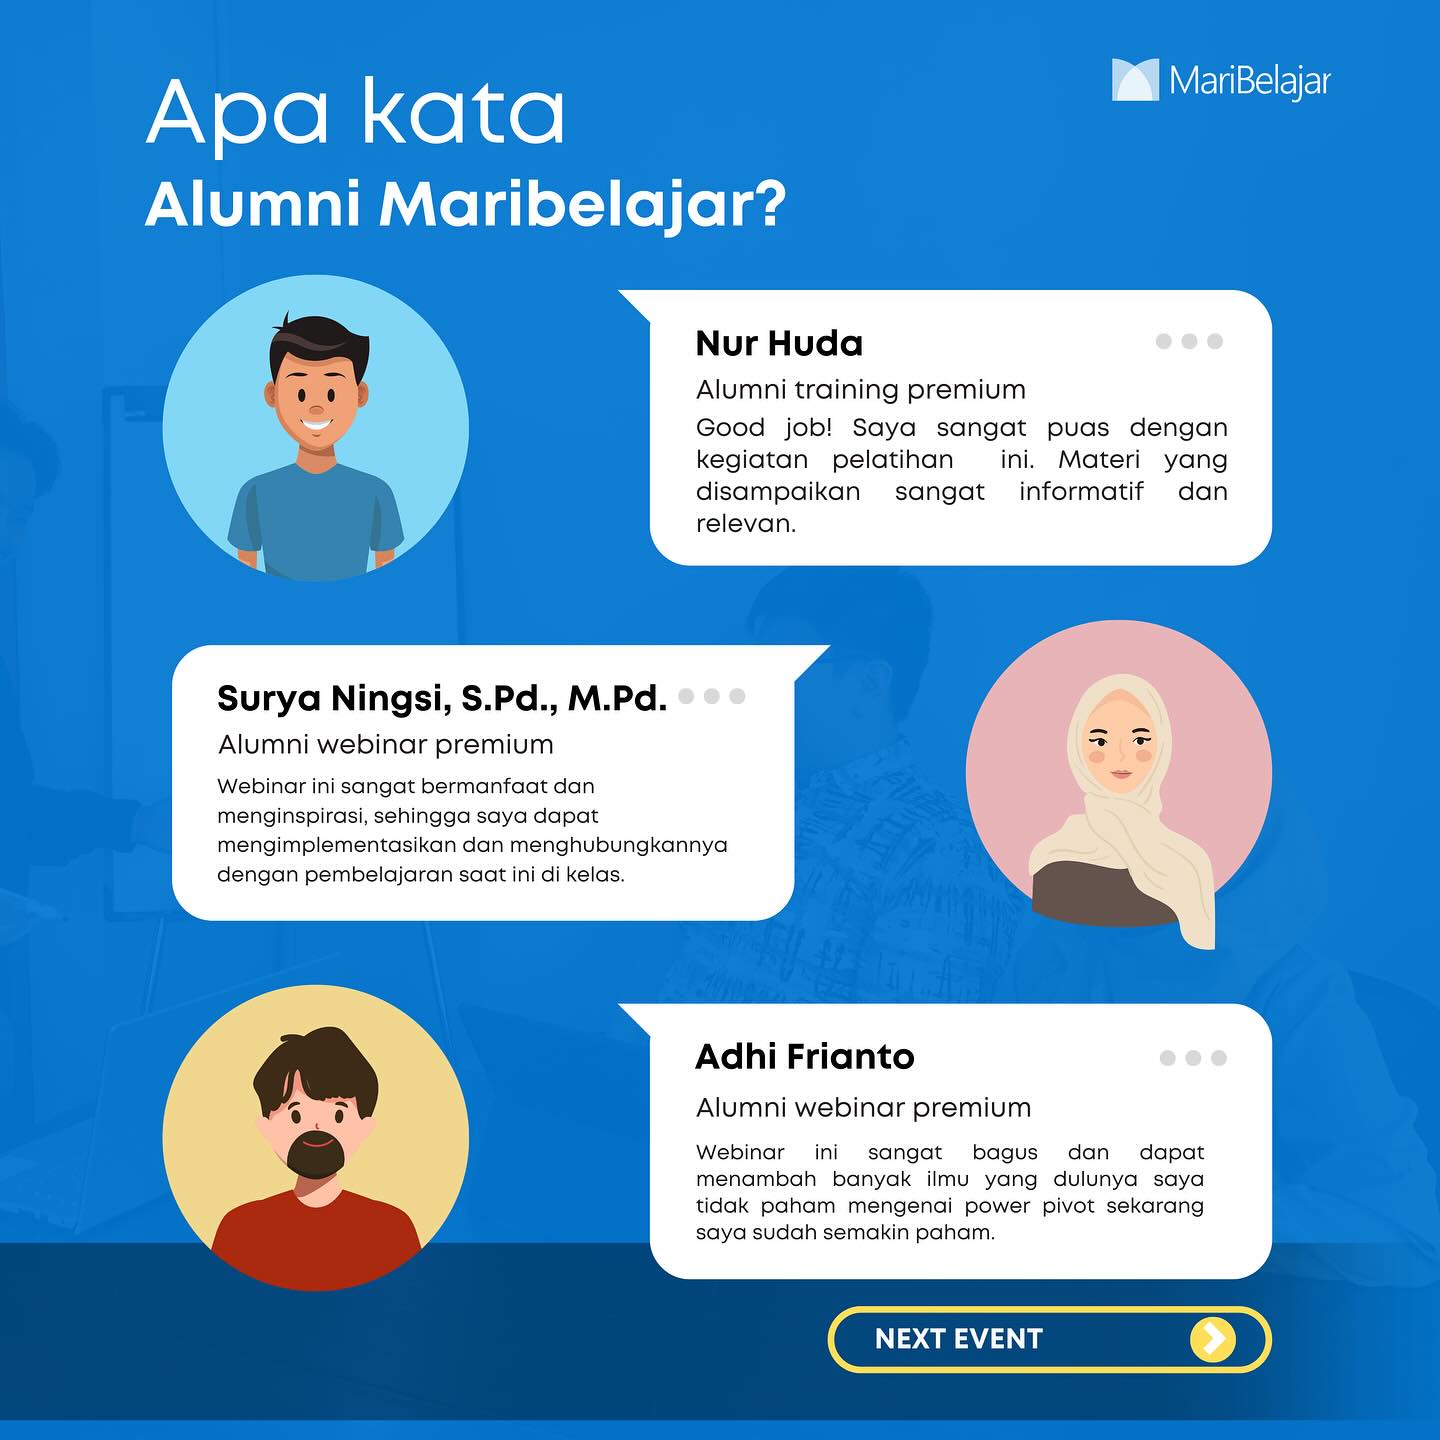 Apa kata
Alumni Maribelajar?
MariBelajar
Nur Huda
Alumni training premium
Good job! Saya sangat puas dengan
kegiatan pelatihan ini. Materi yang
disampaikan sangat informatif dan
relevan.
Surya Ningsi, S.Pd., M.Pd.
Alumni webinar premium
Webinar ini sangat bermanfaat dan
menginspirasi, sehingga saya dapat
mengimplementasikan dan menghubungkannya
dengan pembelajaran saat ini di kelas.
Adhi Frianto
Alumni webinar premium
Webinar ini sangat bagus dan dapat
menambah banyak ilmu yang dulunya saya
tidak paham mengenai power pivot sekarang
saya sudah semakin paham.
NEXT EVENT